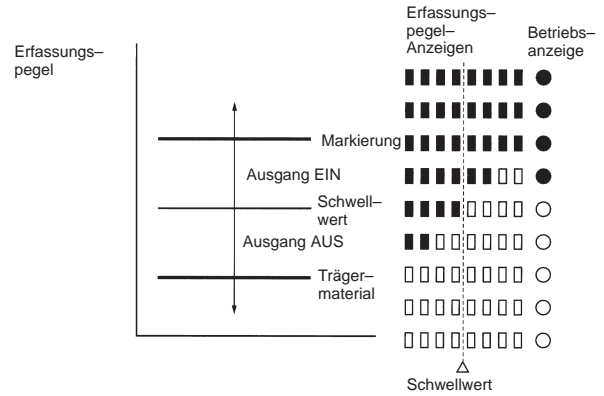 Erfassungs–
pegel
Erfassungs–
pegel–
Anzeigen
Betriebs-
anzeige
Markierung
Ausgang EIN
Schwell–
wert
Ausgang AUS
Träger–
material
Schwellwert